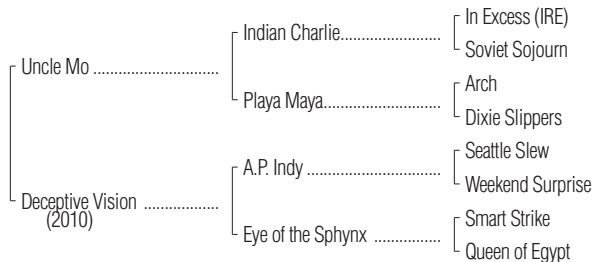 In Excess (IRE)
Indian Charlie....................
Soviet Sojourn
Uncle Mo .........................
Arch
Playa Maya.......................
Dixie Slippers
Seattle Slew
A.P. Indy ..........................
Weekend Surprise
Deceptive Vision ...............
(2010)
Smart Strike
Eye of the Sphynx .............
Queen of Egypt